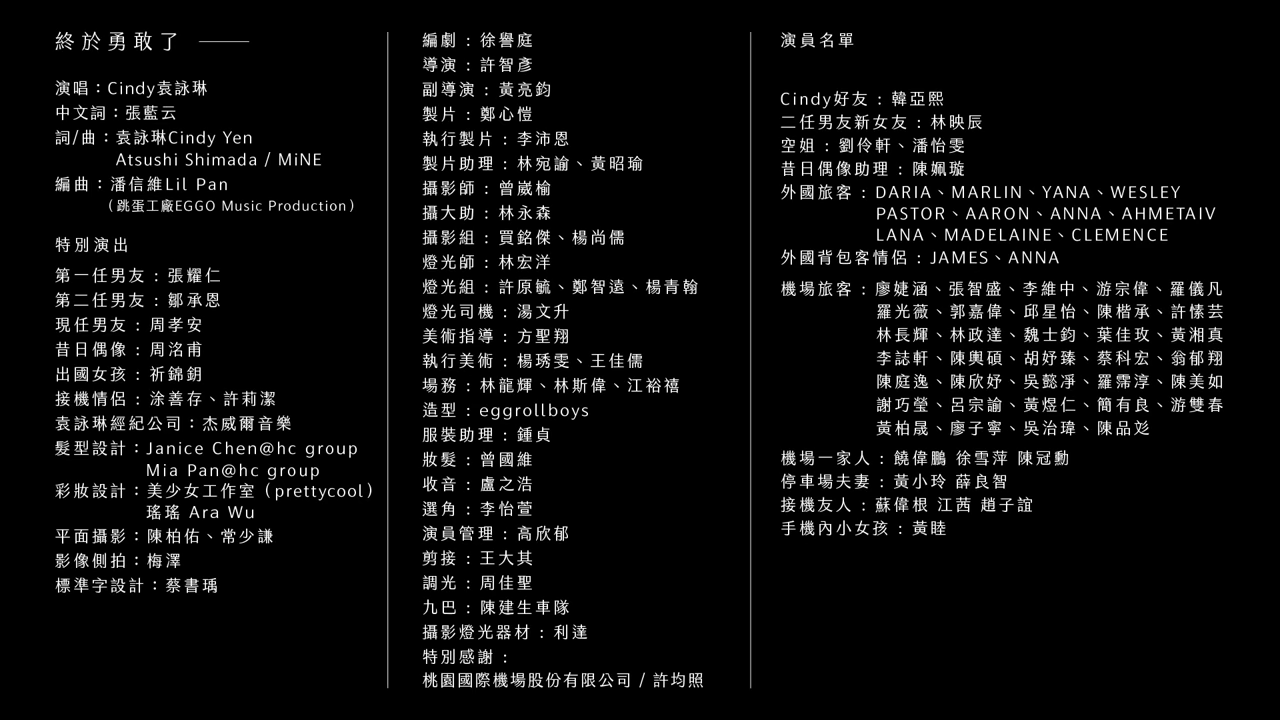 終於勇敢了
演唱：Cindy袁詠琳
中文詞：張藍云
詞/曲：袁詠琳Cindy Yen
Atsushi Shimada / MiNE
編曲：潘信維Lil Pan
（跳蛋工廠EGGO Music Production）
特別演出
第一任男友：張耀仁
第二任男友：鄒承恩
現任男友：周孝安
昔日偶像：周洺甫
出國女孩：祈錦鈅
接機情侶：涂善存、許莉潔
袁詠琳經紀公司：杰威爾音樂
髮型設計：Janice Chen@hc group
Mia Pan@hc group
彩妝設計：美少女工作室（prettycool）
瑤瑤 Ara Wu
平面攝影：陳柏佑、常少謙
影像側拍：梅澤
標準字設計：蔡書瑀
編劇：徐譽庭
導演：許智彥
副導演：黃亮鈞
製片：鄭心愷
執行製片：李沛恩
製片助理：林宛諭、黃昭瑜
攝影師：曾崴榆
攝大助：林永森
攝影組：買銘傑、楊尚儒
燈光師：林宏洋
燈光組：許原毓、鄭智遠、楊青翰
燈光司機：湯文升
美術指導：方聖翔
執行美術：楊琇雯、王佳儒
場務：林龍輝、林斯偉、江裕禧
造型：eggrollboys
服裝助理：鍾貞
妝髮：曾國維
收音：盧之浩
選角：李怡萱
演員管理：高欣郁
剪接：王大其
調光：周佳聖
九巴：陳建生車隊
攝影燈光器材：利達
特別感謝：
桃園國際機場股份有限公司 / 許均照
演員名單
Cindy好友：韓亞熙
二任男友新女友：林映辰
空姐：劉伶軒、潘怡雯
昔日偶像助理：陳姵璇
外國旅客：DARIA、MARLIN、YANA、WESLEY
PASTOR、AARON、ANNA、AHMETAIV
LANA、MADELAINE、CLEMENCE
外國背包客情侶：JAMES、ANNA
機場旅客：廖婕涵、張智盛、李維中、游宗偉、羅儀凡
羅光薇、郭嘉偉、邱星怡、陳楷承、許愫芸
林長輝、林政達、魏士鈞、葉佳玫、黃湘真
李誌軒、陳輿碩、胡妤臻、蔡科宏、翁郁翔
陳庭逸、陳欣妤、吳懿凈、羅霈淳、陳美如
謝巧瑩、呂宗諭、黃煜仁、簡有良、游雙春
黃柏晟、廖子寧、吳治瑋、陳品彣
機場一家人：饒偉鵬 徐雪萍 陳冠勳
停車場夫妻：黃小玲 薛良智
接機友人：蘇偉根 江茜 趙子誼
手機內小女孩：黃睦